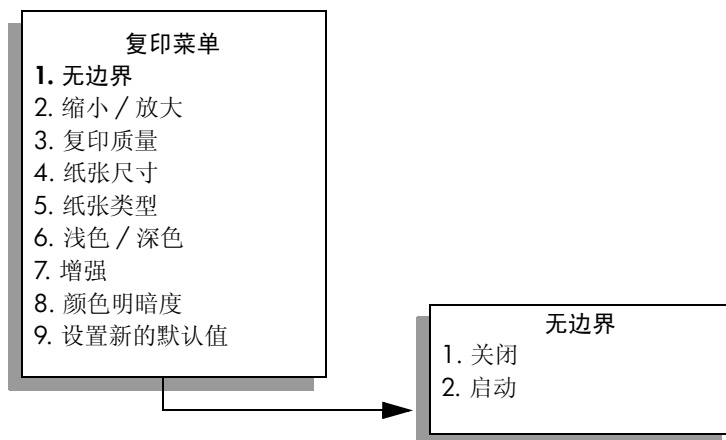 复印菜单
1. 无边界
2. 缩小 / 放大
3. 复印质量
4. 纸张尺寸
5. 纸张类型
6. 浅色 / 深色
7. 增强
8. 颜色明暗度
9. 设置新的默认值
无边界
1. 关闭
2. 启动